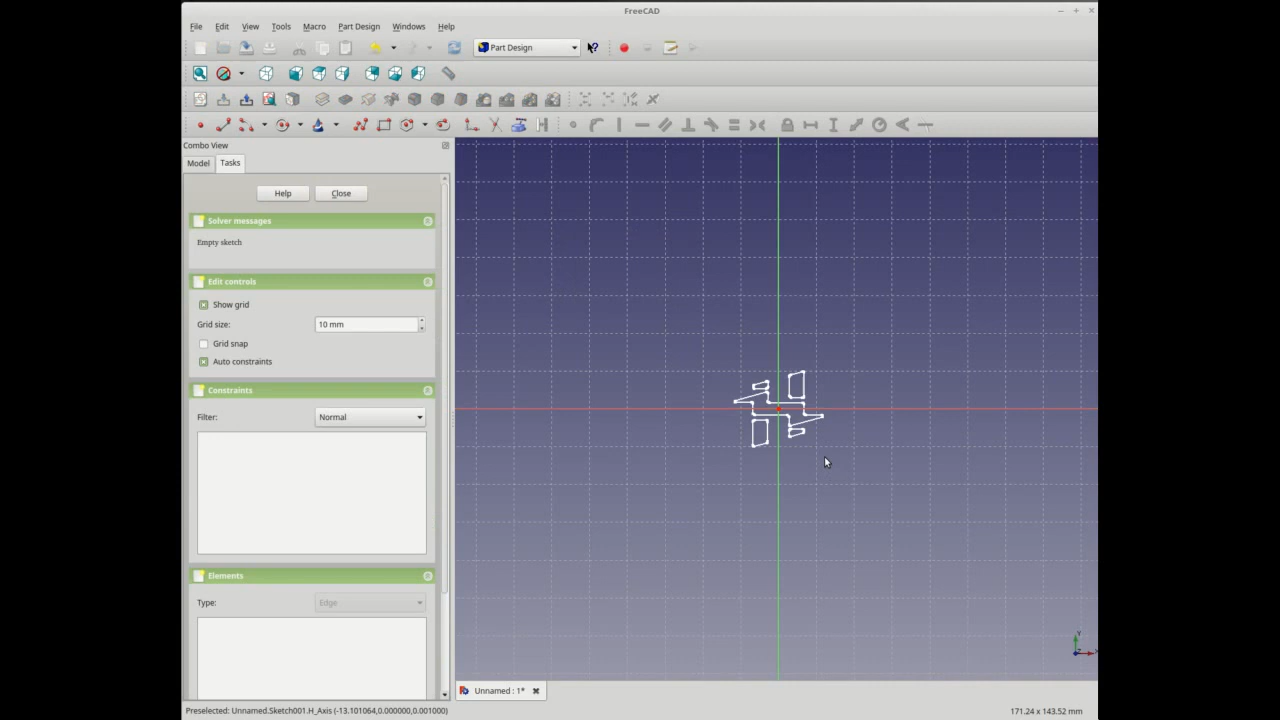 FreeCAD
File Edit View Tools Macro Part Design Windows Help
Part Design
Combo View
Model Tasks
Help Close
Solver messages
Empty sketch
Edit controls
Show grid
Grid size: 10 mm
Grid snap
Auto constraints
Constraints
Filter: Normal
Elements
Type: Edge
Y
Z
Unnamed : 1*
Preselected: Unnamed.Sketch001.H_Axis (-13.101064,0.000000,0.001000) 171.24 x 143.52 mm